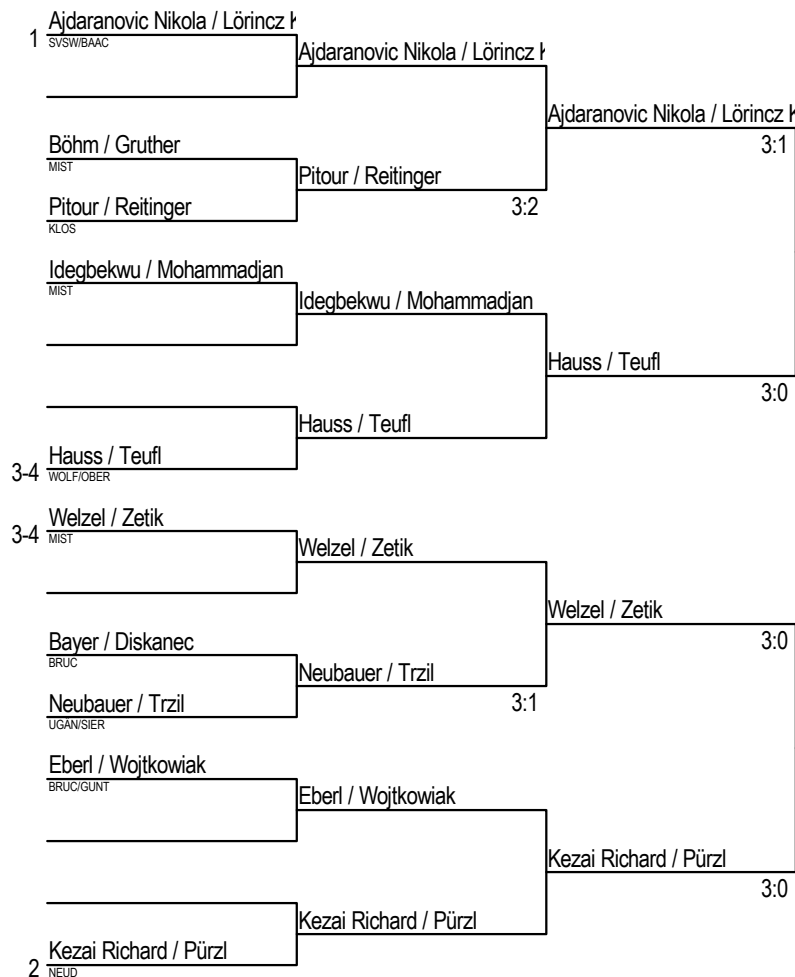 Ajdaranovic Nikola / Lörincz
1
SVSW/BAAC
Ajdaranovic Nikola / Lörincz
Ajdaranovic Nikola / Lörincz
3:1
Böhm / Gruther
MIST
Pitour / Reitinger
3:2
Pitour / Reitinger
KLOS
Idegbekwu / Mohammadjan
MIST
Idegbekwu / Mohammadjan
Hauss / Teufl
3:0
Hauss / Teufl
Hauss / Teufl
3-4
WOLF/OBER
Welzel / Zetik
3-4
MIST
Welzel / Zetik
Welzel / Zetik
3:0
Bayer / Diskanec
BRUC
Neubauer / Trzil
3:1
Neubauer / Trzil
UGAN/SIER
Eberl / Wojtkowiak
BRUC/GUNT
Eberl / Wojtkowiak
Kezai Richard / Pürzl
3:0
Kezai Richard / Pürzl
Kezai Richard / Pürzl
2
NEUD